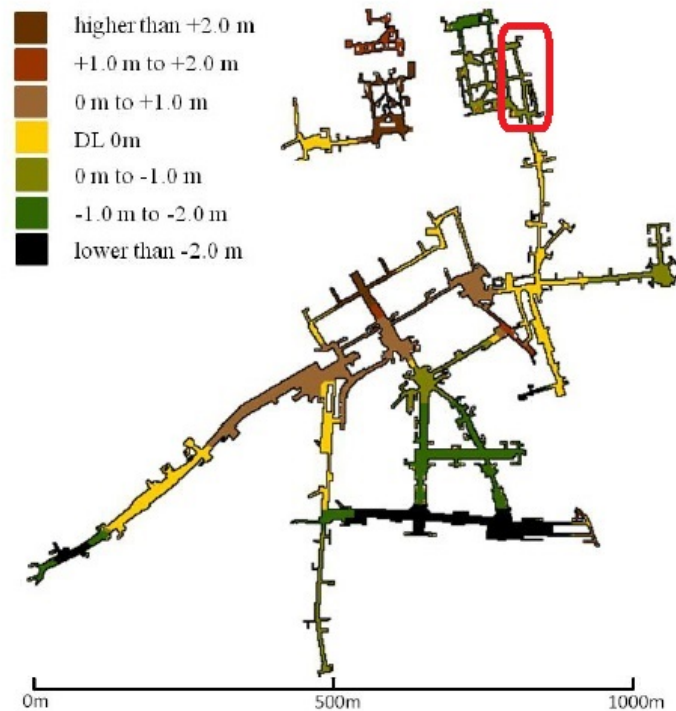 higher than +2.0 m
+1.0 m to +2.0 m
0 m to +1.0 m
DL 0m
0 m to -1.0 m
-1.0 m to -2.0 m
lower than -2.0 m
0m 500m 1000m